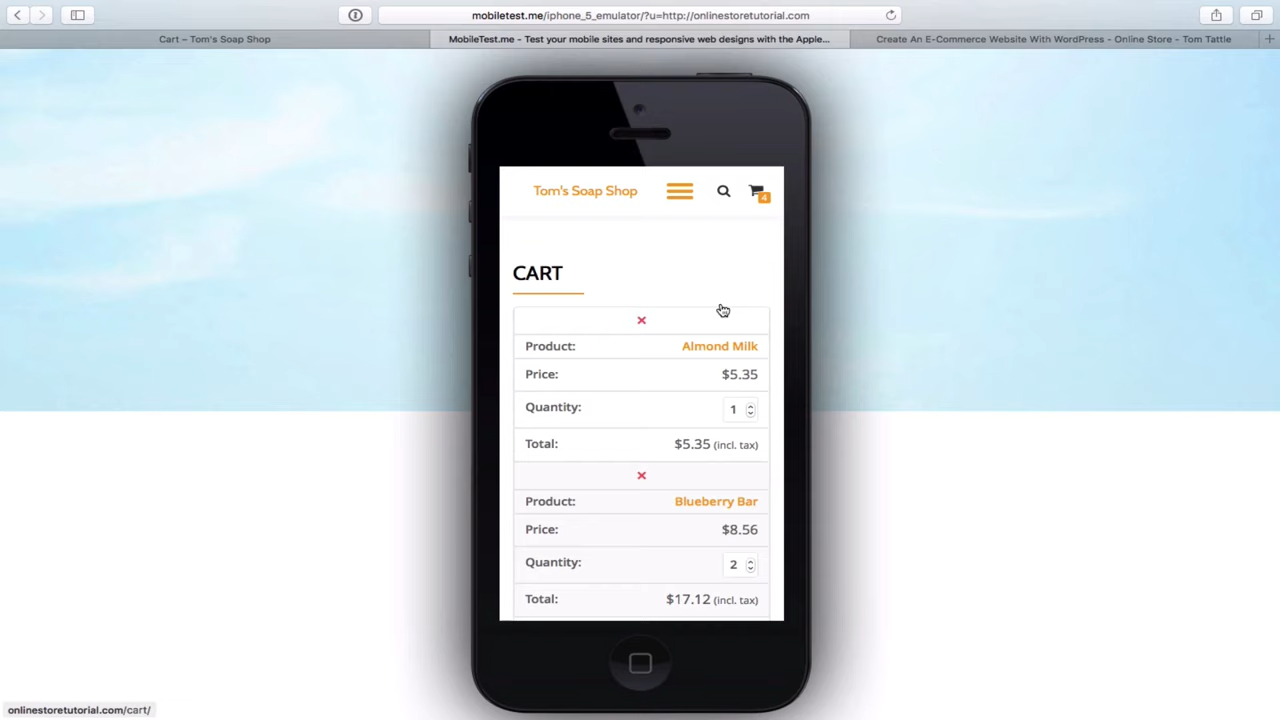 mobiletest.me/iphone_5_emulator/?u=http://onlinestoretutorial.com
Cart – Tom's Soap Shop
MobileTest.me - Test your mobile sites and responsive web designs with the Apple...
Create An E-Commerce Website With WordPress - Online Store - Tom Tattle
Tom's Soap Shop
4
CART
×
Product: Almond Milk
Price: $5.35
Quantity: 1
Total: $5.35 (incl. tax)
×
Product: Blueberry Bar
Price: $8.56
Quantity: 2
Total: $17.12 (incl. tax)
onlinestoretutorial.com/cart/